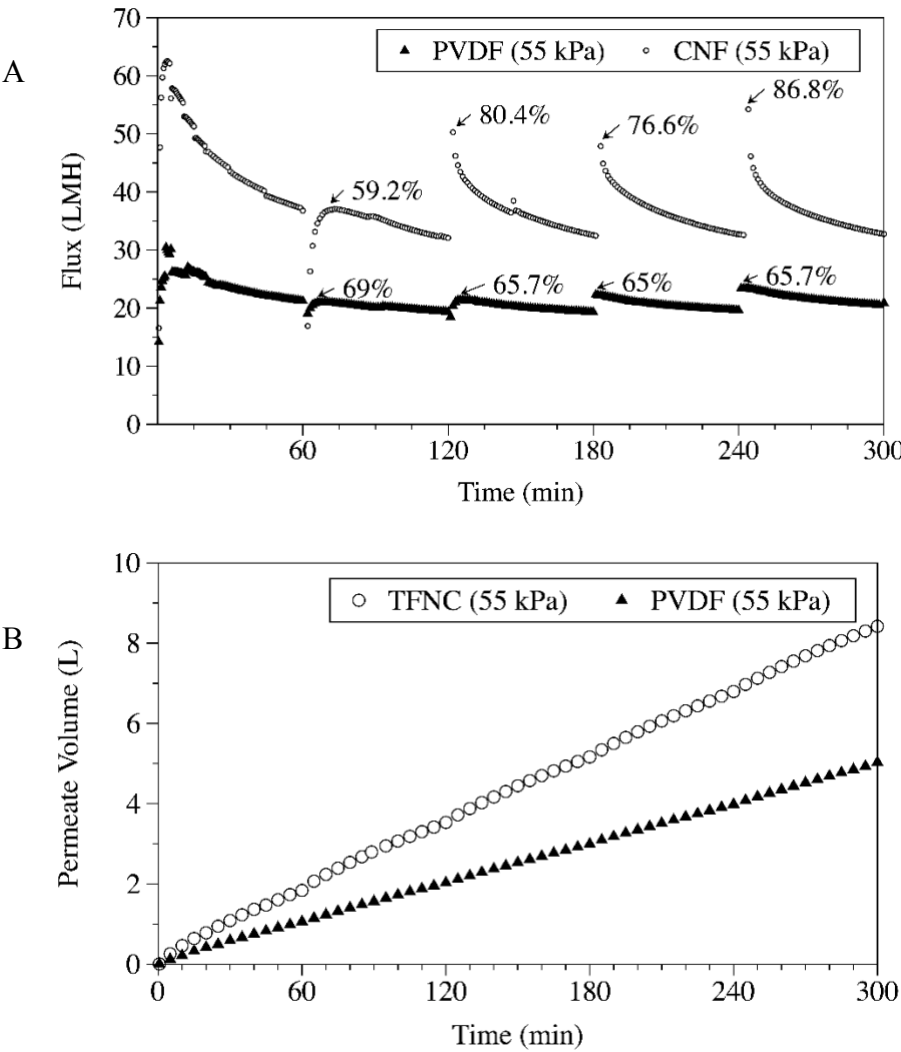 A
70
60
50
40
30
20
10
0
Flux (LMH)
PVDF (55 kPa) CNF (55 kPa)
59.2%
80.4%
76.6%
86.8%
69%
65.7%
65%
65.7%
60 120 180 240 300
Time (min)
B
10
8
6
4
2
0
Permeate Volume (L)
TFNC (55 kPa) PVDF (55 kPa)
0 60 120 180 240 300
Time (min)